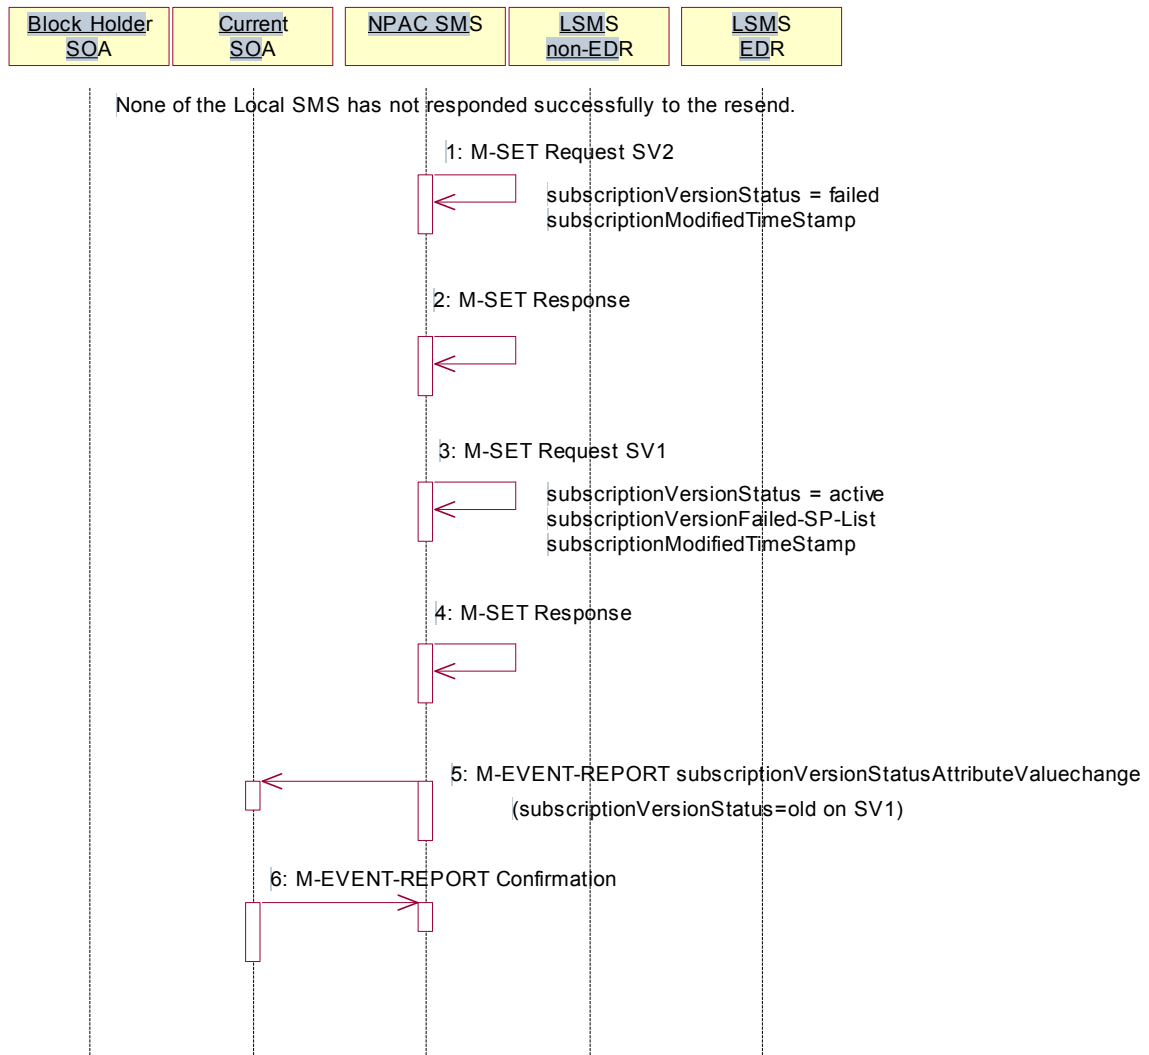 Block Holder
SOA
Current
SOA
NPAC SMS
LSMS
non-EDR
LSMS
EDR
None of the Local SMS has not responded successfully to the resend.
1: M-SET Request SV2
subscriptionVersionStatus = failed
subscriptionModifiedTimeStamp
2: M-SET Response
3: M-SET Request SV1
subscriptionVersionStatus = active
subscriptionVersionFailed-SP-List
subscriptionModifiedTimeStamp
4: M-SET Response
5: M-EVENT-REPORT subscriptionVersionStatusAttributeValuechange
(subscriptionVersionStatus=old on SV1)
6: M-EVENT-REPORT Confirmation